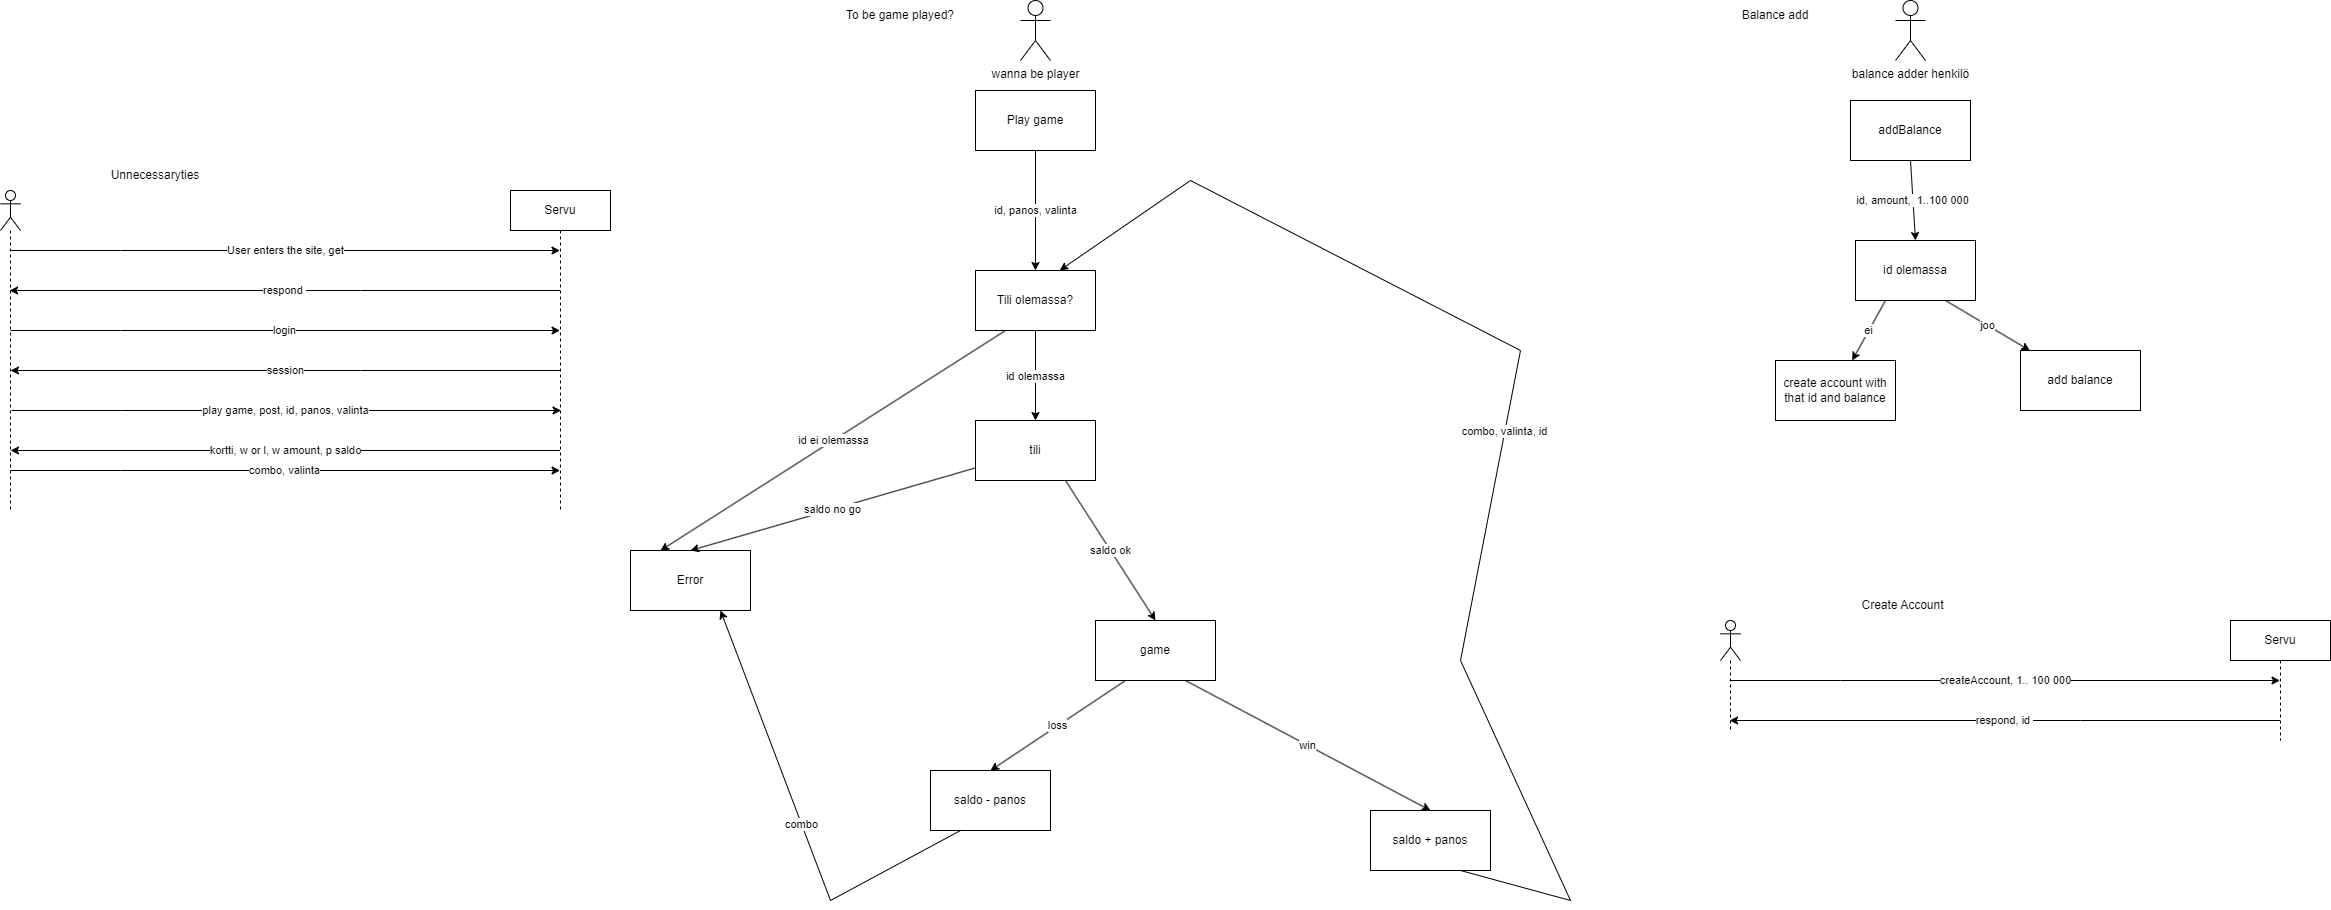 To be game played?
wanna be player
Play game
id, panos, valinta
Tili olemassa?
id olemassa
id ei olemassa
tili
saldo no go
saldo ok
Error
game
loss
win
saldo - panos
saldo + panos
combo
combo, valinta, id
Unnecessaryties
Servu
User enters the site, get
respond
login
session
play game, post, id, panos, valinta
kortti, w or l, w amount, p saldo
combo, valinta
Balance add
balance adder henkilö
addBalance
id, amount, 1..100 000
id olemassa
ei
joo
create account with
that id and balance
add balance
Create Account
Servu
createAccount, 1.. 100 000
respond, id